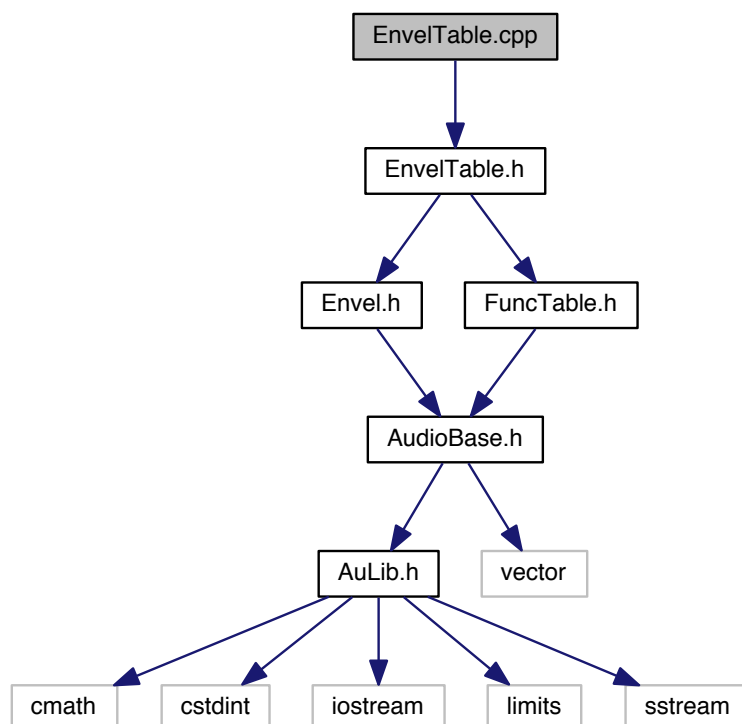 EnvelTable.cpp
EnvelTable.h
Envel.h
FuncTable.h
AudioBase.h
AuLib.h
vector
cmath
cstdint
iostream
limits
sstream